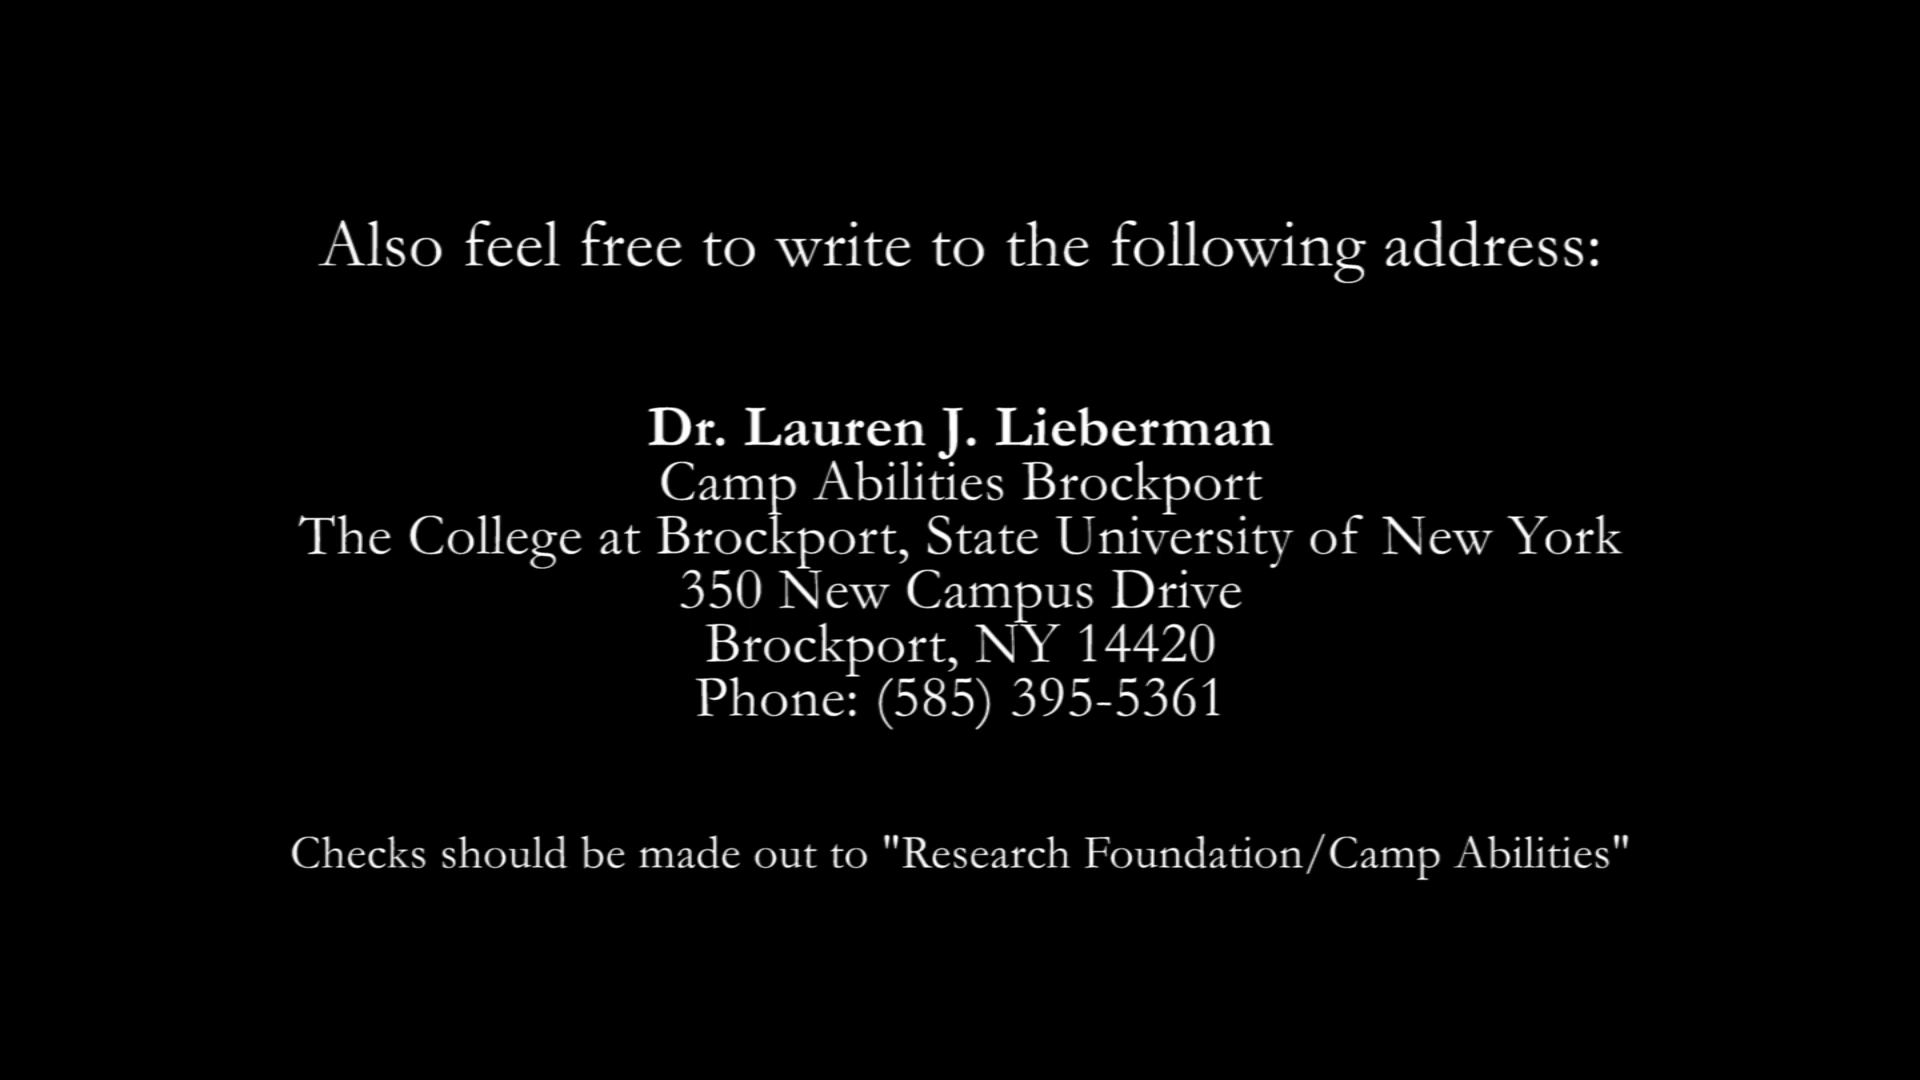 Also feel free to write to the following address:
Dr. Lauren J. Lieberman
Camp Abilities Brockport
The College at Brockport, State University of New York
350 New Campus Drive
Brockport, NY 14420
Phone: (585) 395-5361
Checks should be made out to "Research Foundation/Camp Abilities"